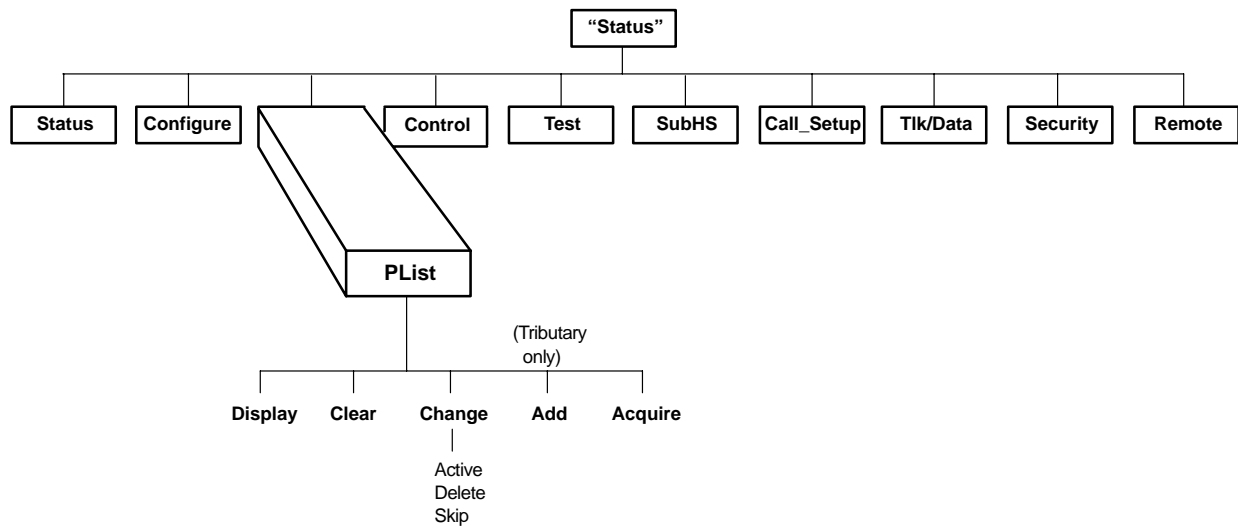 “Status”
Status
Configure
Control
Test
SubHS
Call_Setup
Tlk/Data
Security
Remote
PList
(Tributary
only)
Display
Clear
Change
Add
Acquire
Active
Delete
Skip